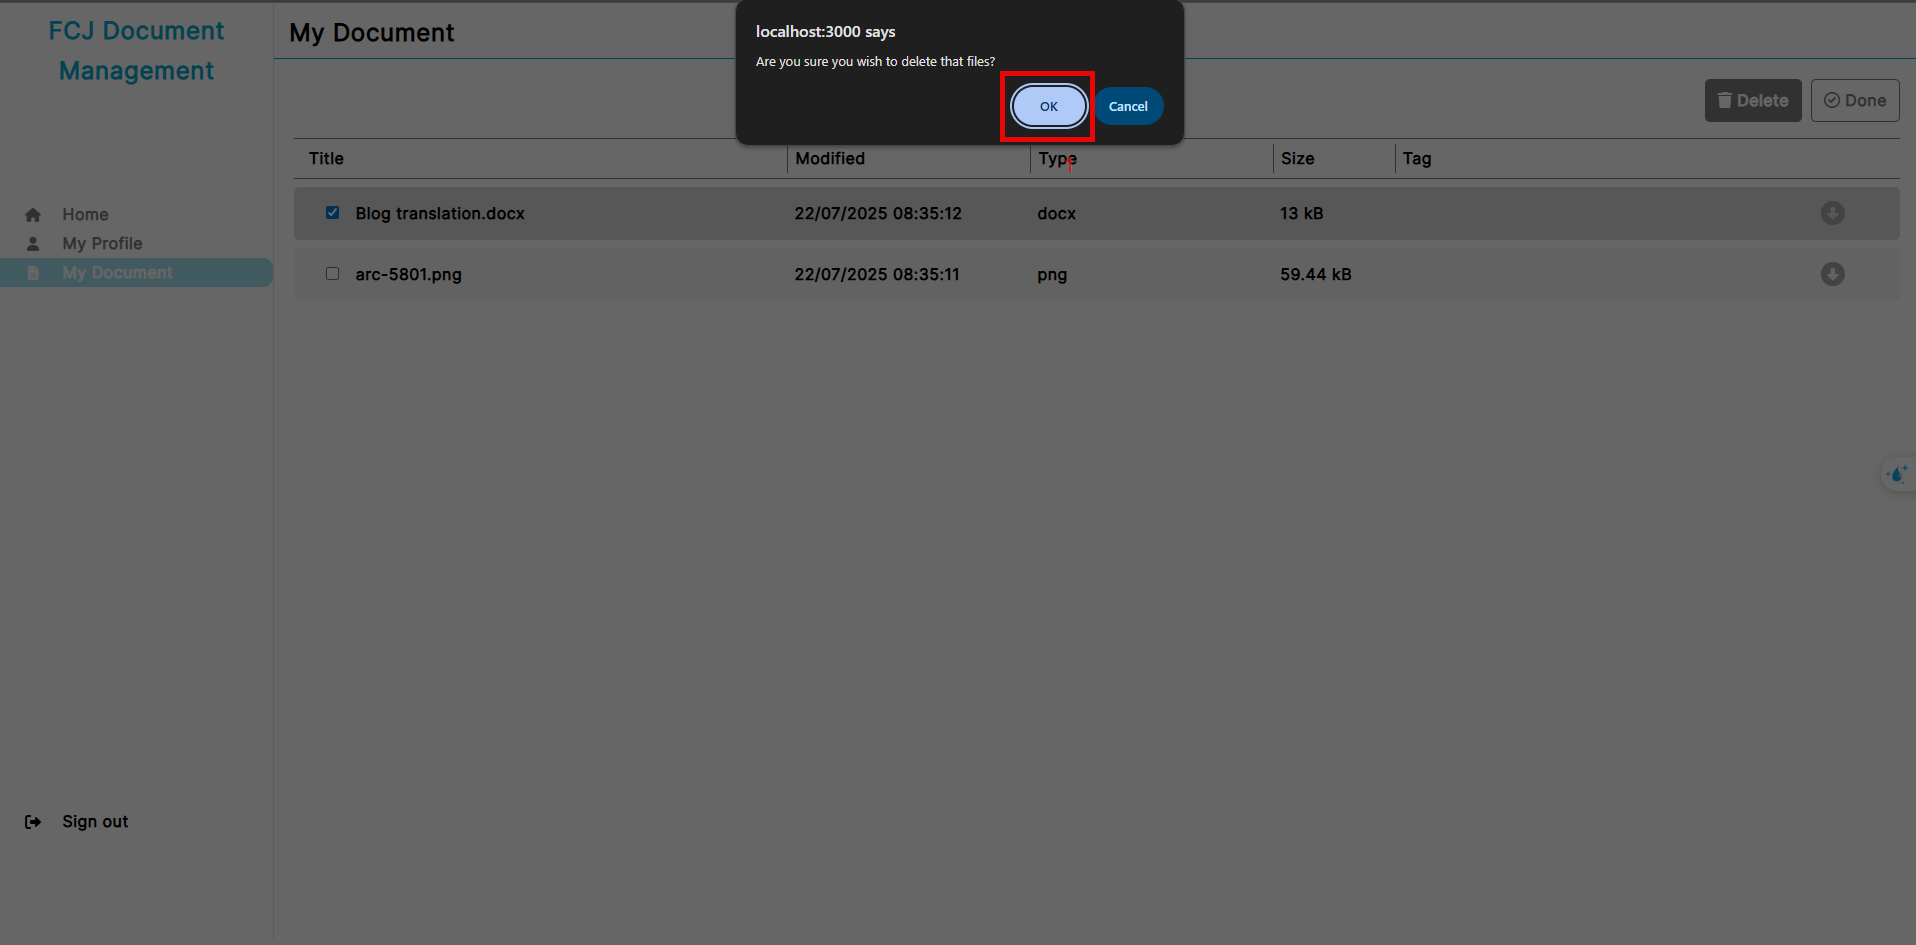 FCJ Document
Management
Home
My Profile
My Document
Sign out
My Document
localhost:3000 says
Are you sure you wish to delete that files?
OK
Cancel
Delete
Done
Title Modified Type Size Tag
1
Blog translation.docx 22/07/2025 08:35:12 docx 13 kB
arc-5801.png 22/07/2025 08:35:11 png 59.44 kB